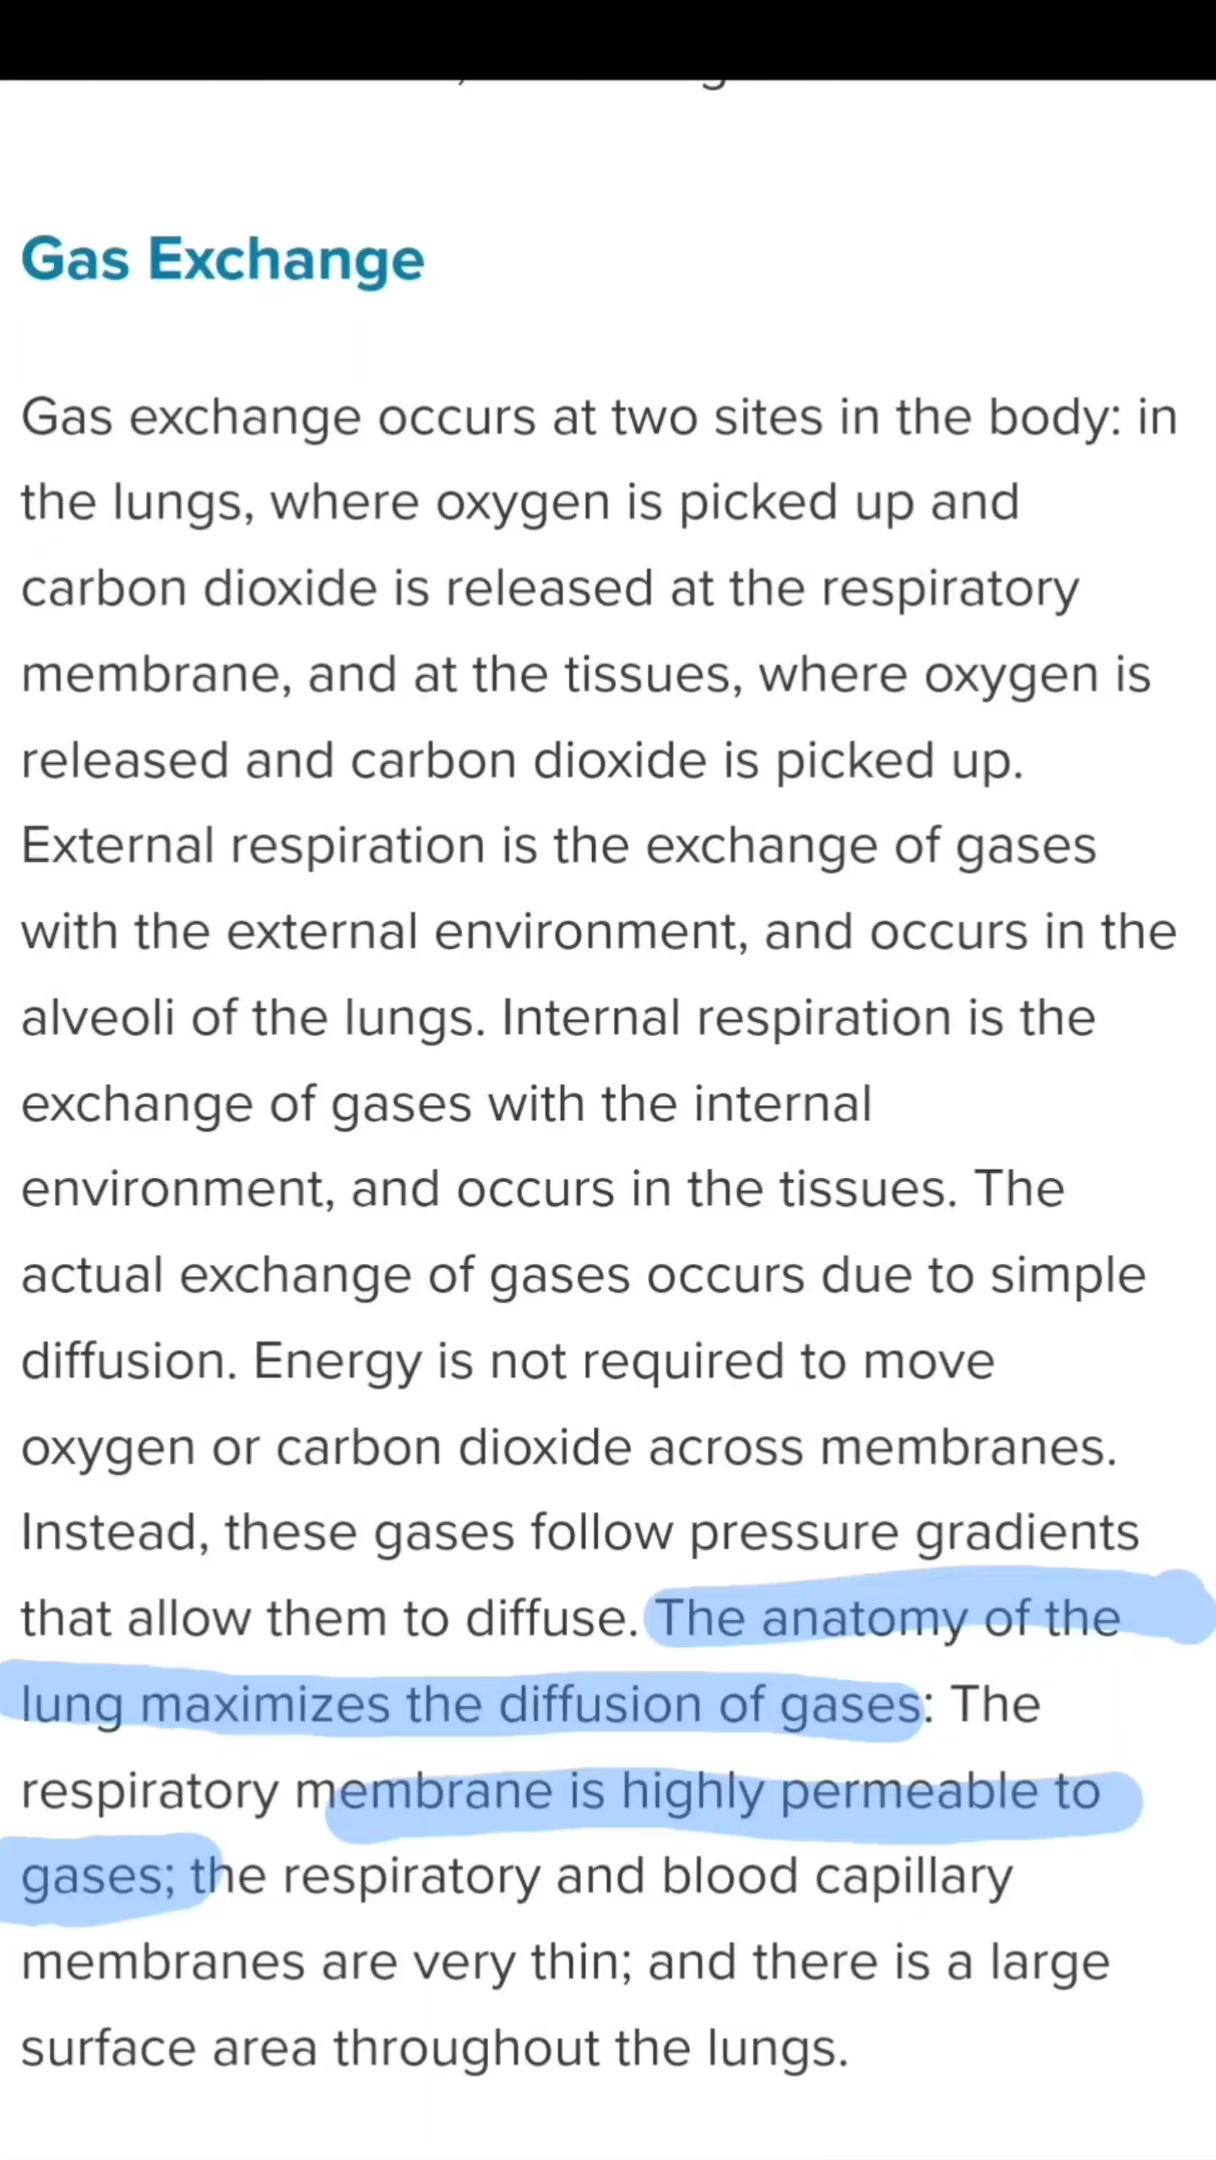 Gas Exchange
Gas exchange occurs at two sites in the body: in
the lungs, where oxygen is picked up and
carbon dioxide is released at the respiratory
membrane, and at the tissues, where oxygen is
released and carbon dioxide is picked up.
External respiration is the exchange of gases
with the external environment, and occurs in the
alveoli of the lungs. Internal respiration is the
exchange of gases with the internal
environment, and occurs in the tissues. The
actual exchange of gases occurs due to simple
diffusion. Energy is not required to move
oxygen or carbon dioxide across membranes.
Instead, these gases follow pressure gradients
that allow them to diffuse. The anatomy of the
lung maximizes the diffusion of gases: The
respiratory membrane is highly permeable to
gases; the respiratory and blood capillary
membranes are very thin; and there is a large
surface area throughout the lungs.